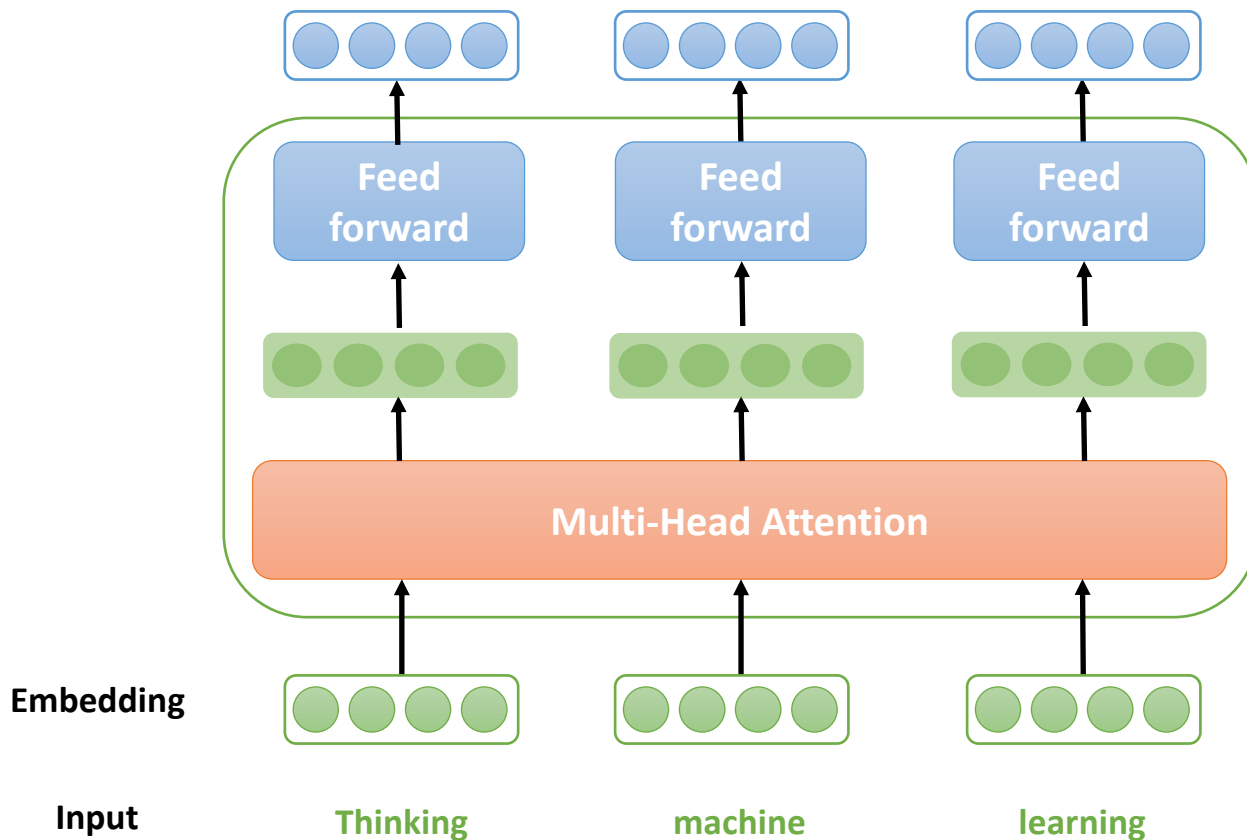 Feed
forward
Feed
forward
Feed
forward
Multi-Head Attention
Embedding
Input Thinking machine learning